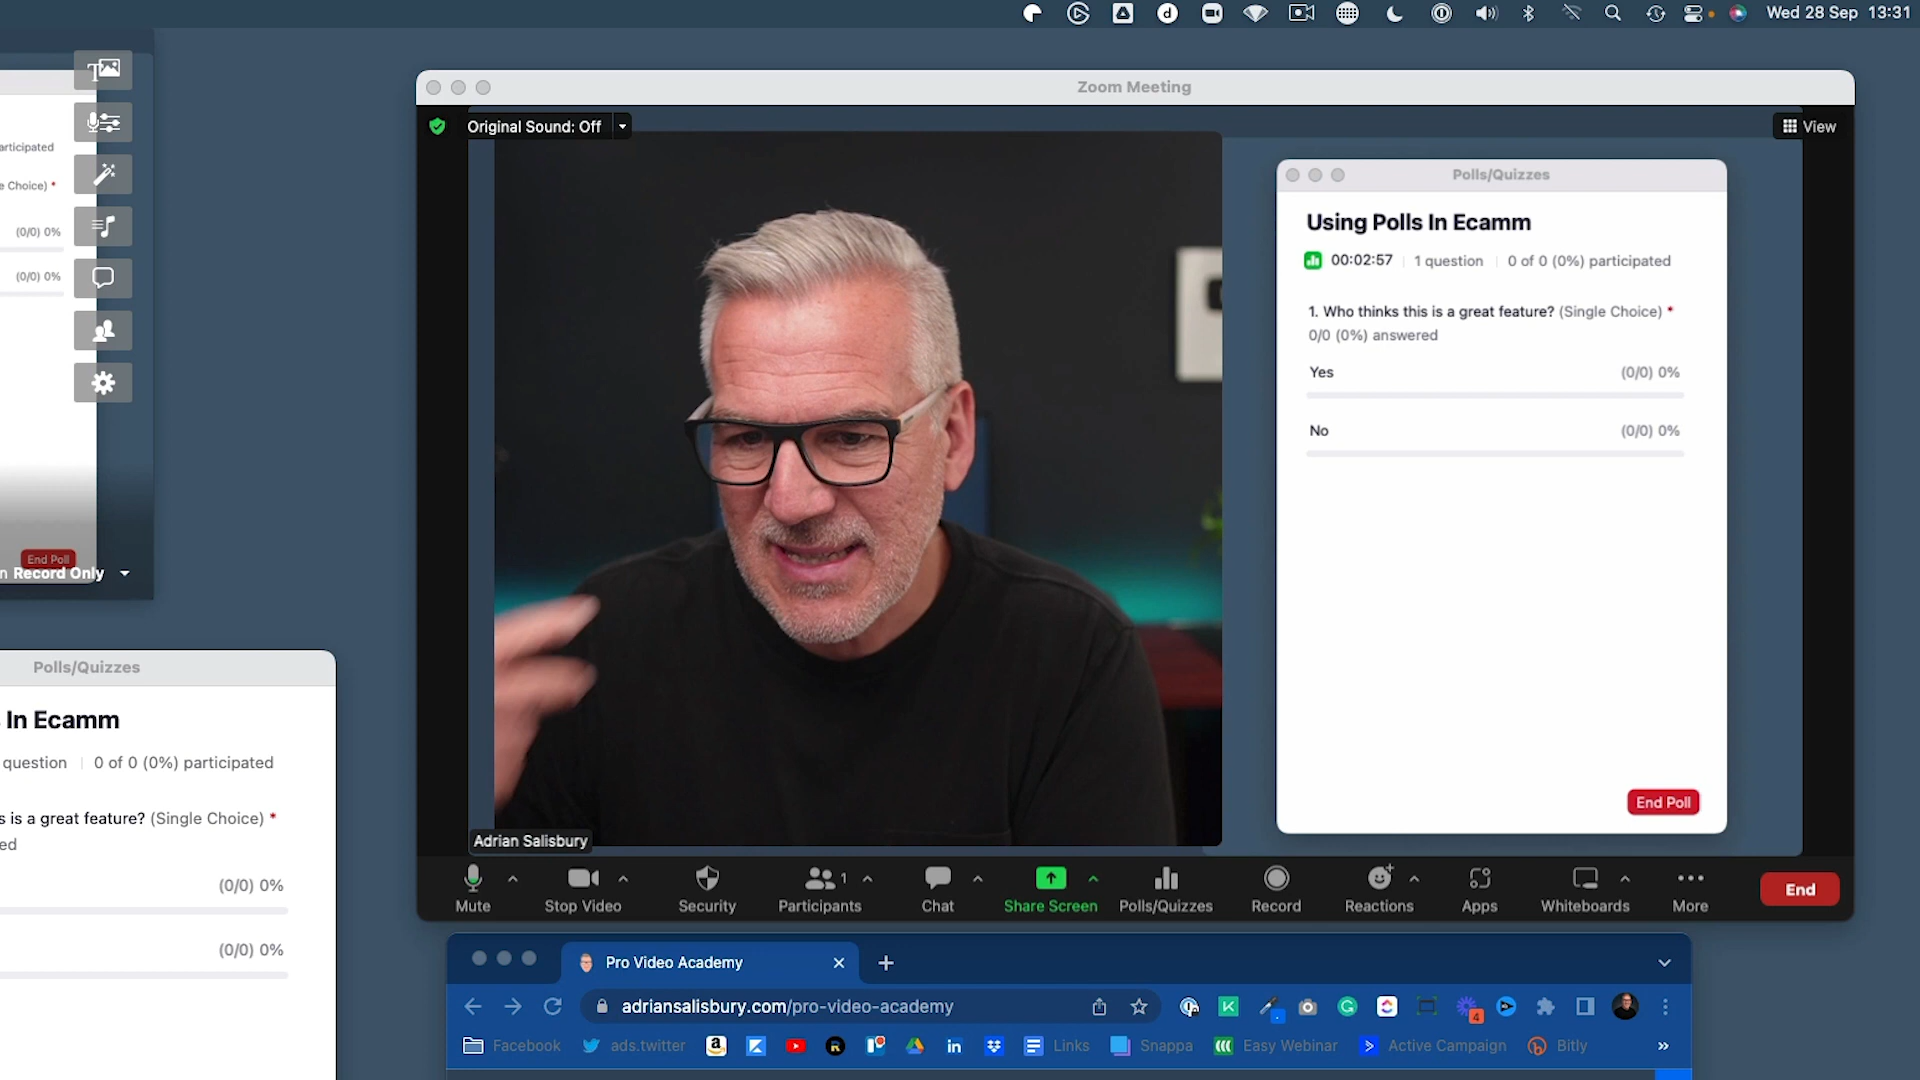 Wed 28 Sep 13:31
articipated
e Choice) *
(0/0) 0%
(0/0) 0%
End Poll
n Record Only
Polls/Quizzes
In Ecamm
question 0 of 0 (0%) participated
s is a great feature? (Single Choice) *
ed
(0/0) 0%
(0/0) 0%
Zoom Meeting
Original Sound: Off
View
Polls/Quizzes
Using Polls In Ecamm
00:02:57 1 question 0 of 0 (0%) participated
1. Who thinks this is a great feature? (Single Choice) *
0/0 (0%) answered
Yes (0/0) 0%
No (0/0) 0%
End Poll
Adrian Salisbury
1
Mute Stop Video Security Participants Chat Share Screen Polls/Quizzes Record Reactions Apps Whiteboards More End
Pro Video Academy
adriansalisbury.com/pro-video-academy
4
Facebook ads.twitter Links Snappa Easy Webinar Active Campaign Bitly